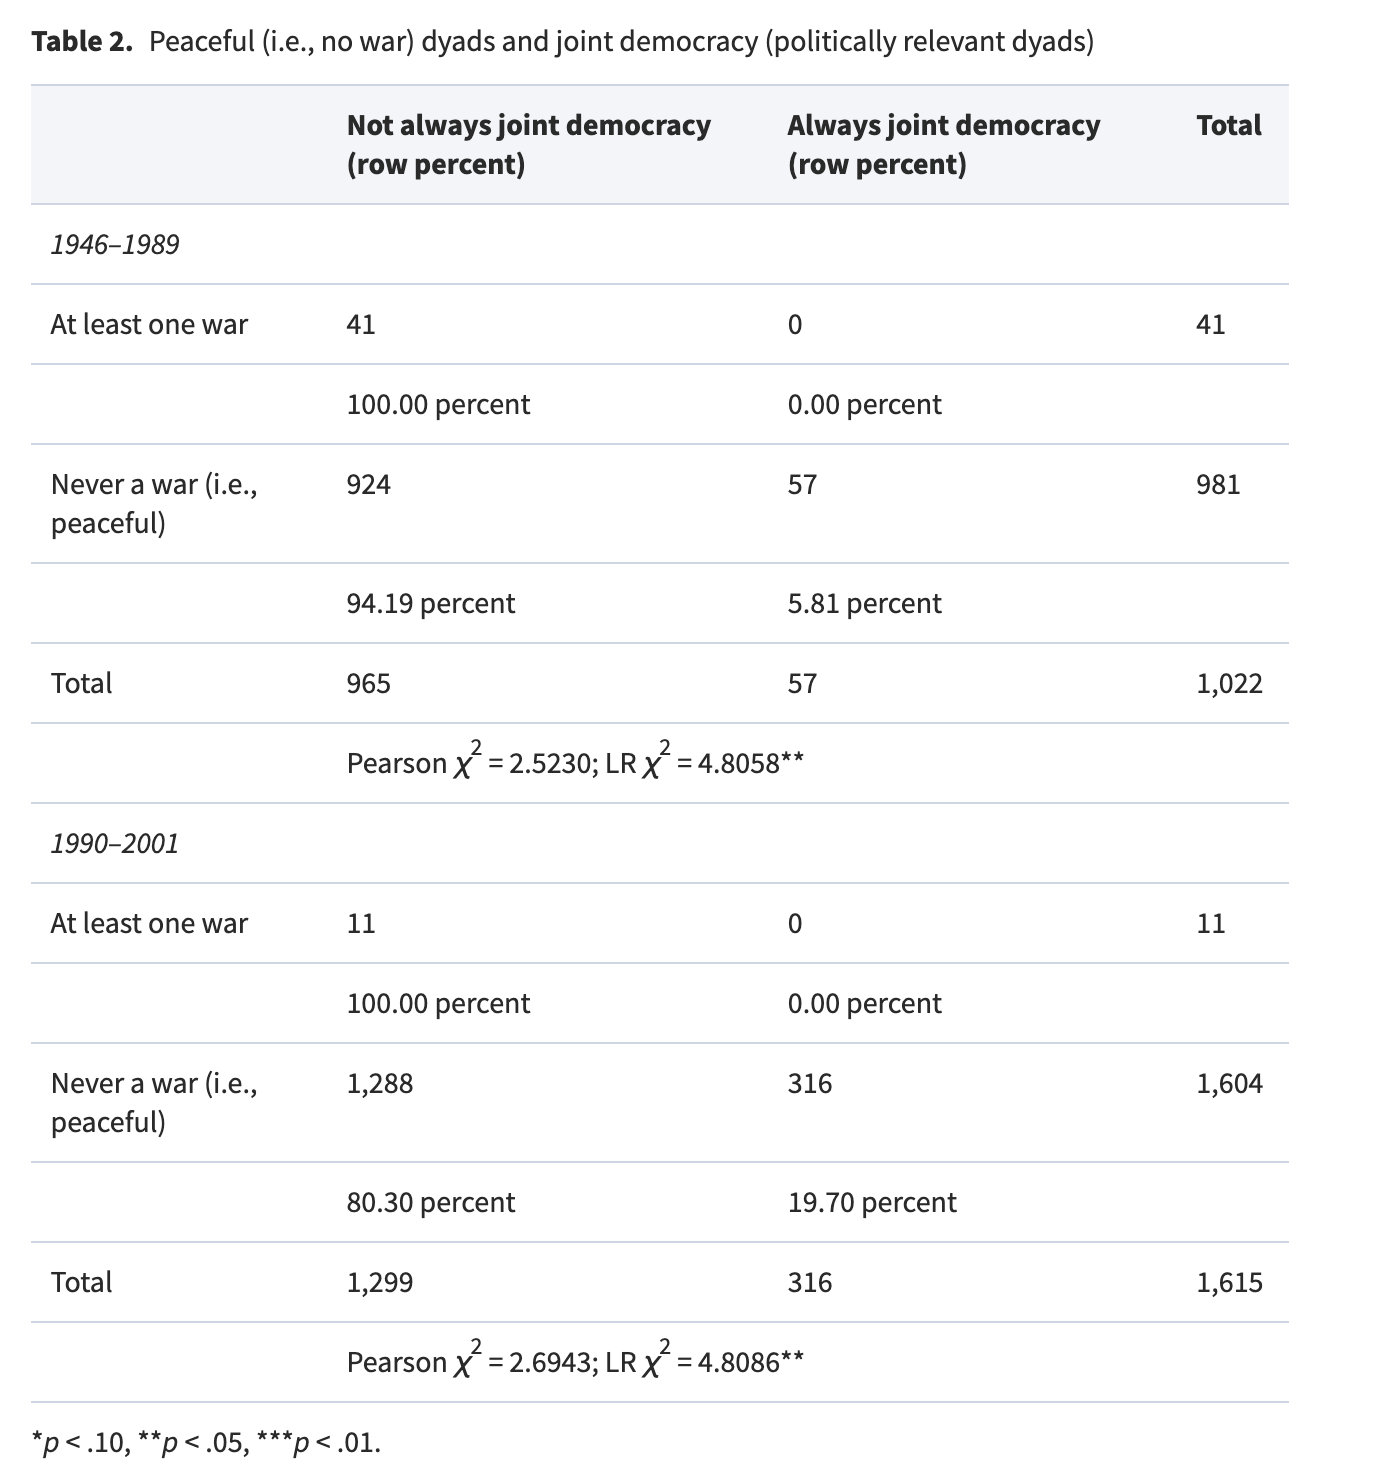 Table 2. Peaceful (i.e., no war) dyads and joint democracy (politically relevant dyads)
Not always joint democracy (row percent) Always joint democracy (row percent) Total
1946–1989
At least one war 41 0 41
100.00 percent 0.00 percent
Never a war (i.e., peaceful) 924 57 981
94.19 percent 5.81 percent
Total 965 57 1,022
Pearson χ² = 2.5230; LR χ² = 4.8058**
1990–2001
At least one war 11 0 11
100.00 percent 0.00 percent
Never a war (i.e., peaceful) 1,288 316 1,604
80.30 percent 19.70 percent
Total 1,299 316 1,615
Pearson χ² = 2.6943; LR χ² = 4.8086**
*p < .10, **p < .05, ***p < .01.